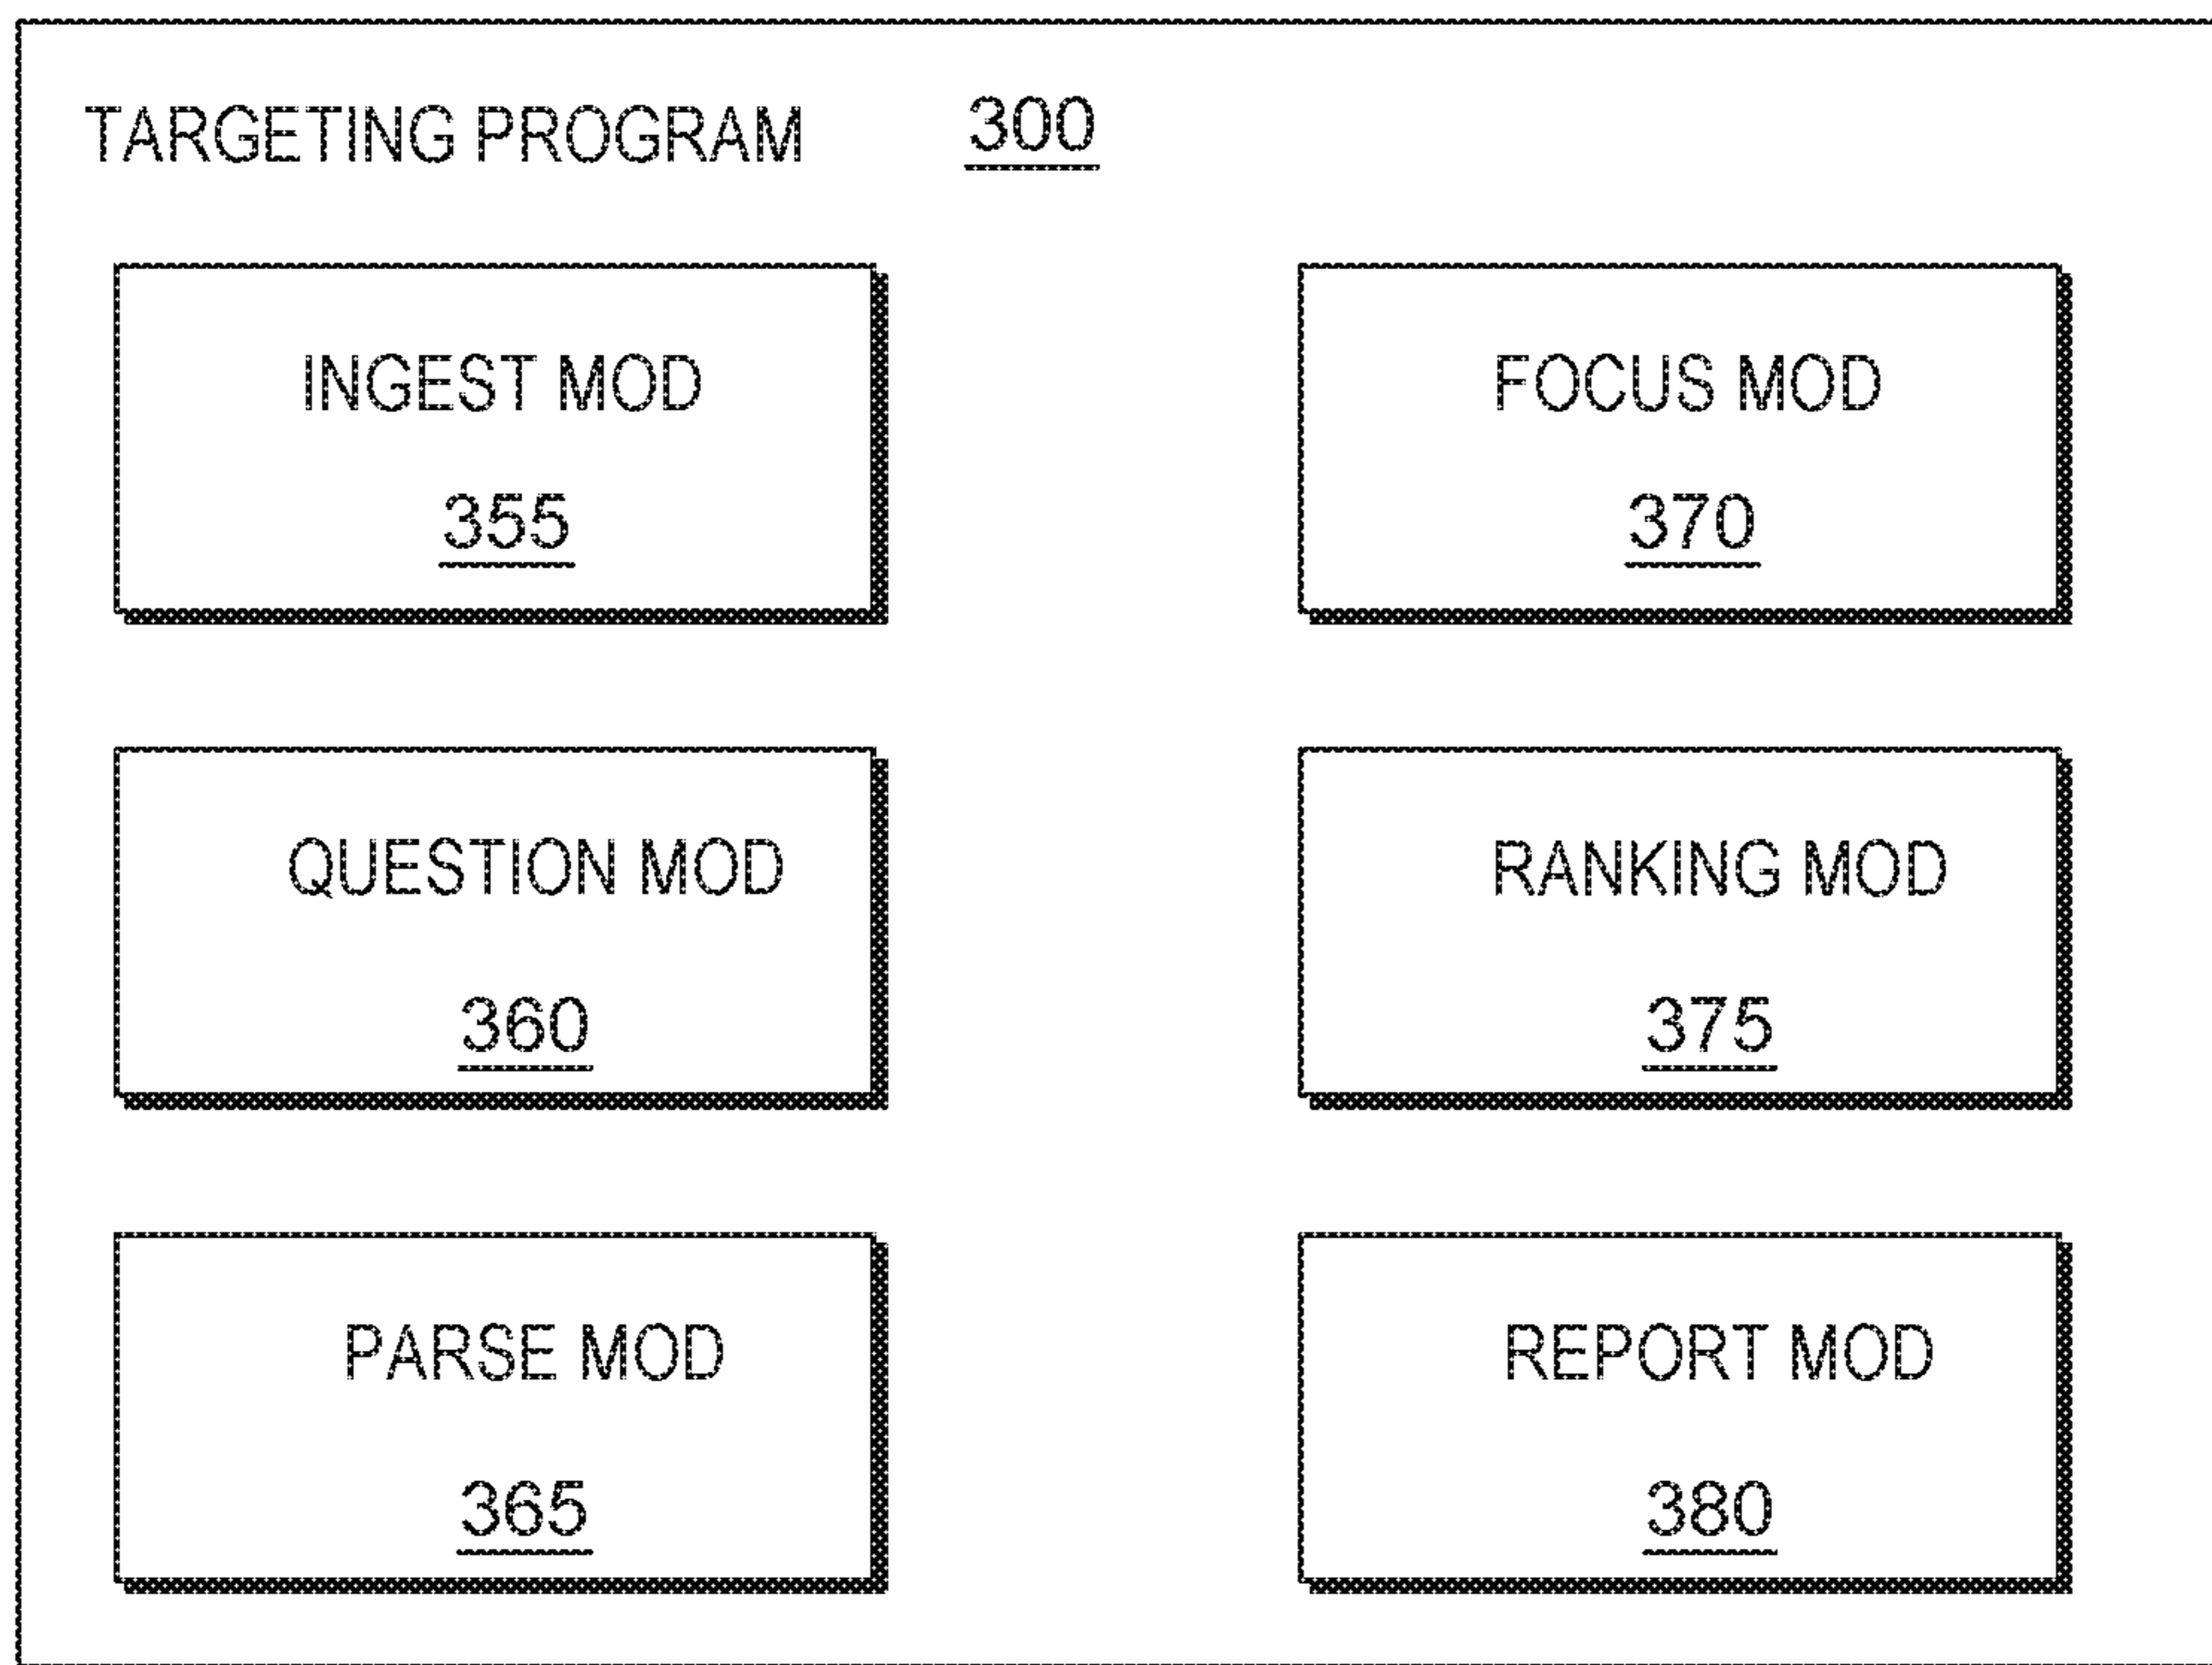 TARGETING PROGRAM 300
INGEST MOD
355
FOCUS MOD
370
QUESTION MOD
360
RANKING MOD
375
PARSE MOD
365
REPORT MOD
380